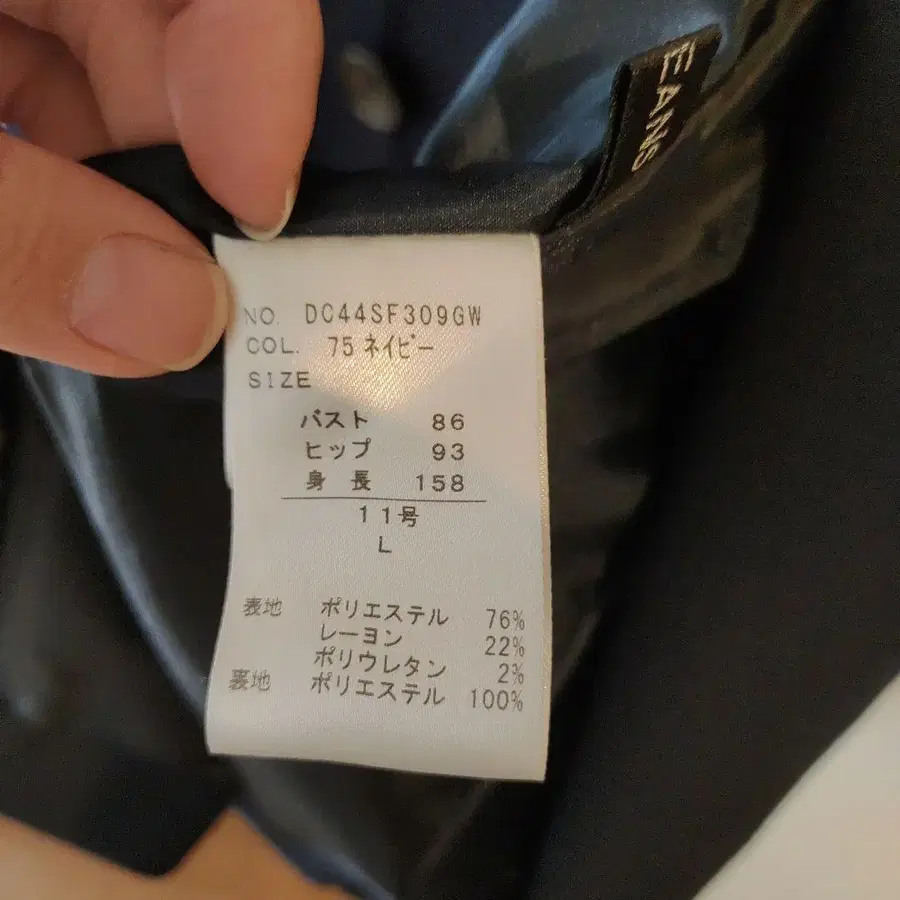 EANS
NO. DC44SF309GW
COL. 75 ネイビー
SIZE
バスト 86
ヒップ 93
身 長 158
11号
L
表地 ポリエステル 76%
レーヨン 22%
ポリウレタン 2%
裏地 ポリエステル 100%